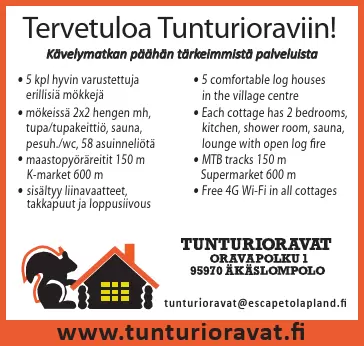 Tervetuloa Tunturioraviin!
Kävelymatkan päähän tärkeimmistä palveluista
• 5 kpl hyvin varustettuja
erillisiä mökkejä
• mökeissä 2x2 hengen mh,
tupa/tupakeittiö, sauna,
pesuh./wc, 58 asuinneliötä
• maastopyöräreitit 150 m
K-market 600 m
• sisältyy liinavaatteet,
takkapuut ja loppusiivous
• 5 comfortable log houses
in the village centre
• Each cottage has 2 bedrooms,
kitchen, shower room, sauna,
lounge with open log fire
• MTB tracks 150 m
Supermarket 600 m
• Free 4G Wi-Fi in all cottages
TUNTURIORAVAT
ORAVAPOLKU 1
95970 ÄKÄSLOMPOLO
tunturioravat@escapetolapland.fi
www.tunturioravat.fi